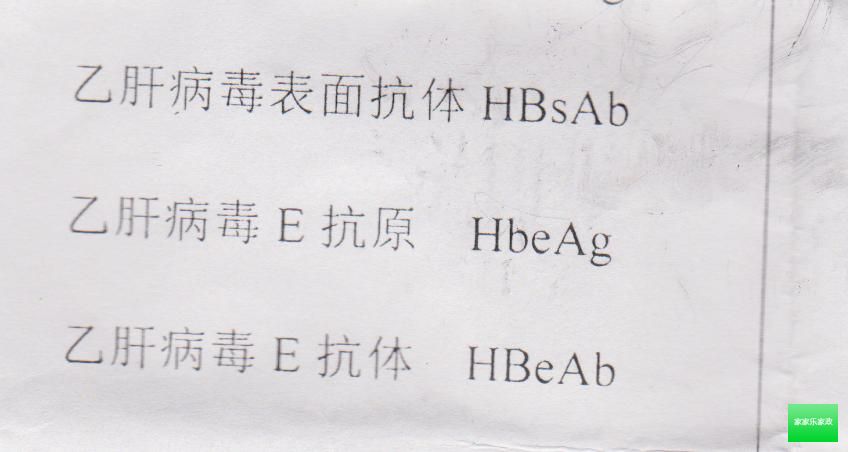 乙肝病毒表面抗体 HBsAb
乙肝病毒 E 抗原 HbeAg
乙肝病毒 E 抗体 HBeAb
家家乐家政